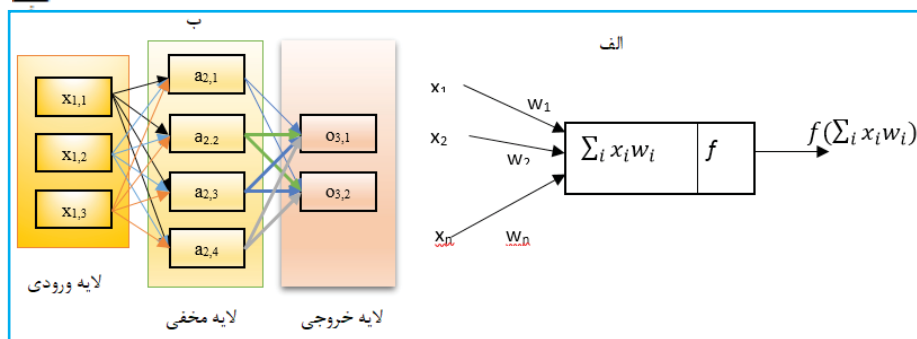 الف
x₁
w₁
x₂
w₂
xₙ
wₙ
∑ᵢ xᵢwᵢ
f
f(∑ᵢ xᵢwᵢ)
ب
x1,1
x1,2
x1,3
a2,1
a2.2
a2,3
a2,4
o3,1
o3,2
لایه ورودی
لایه مخفی
لایه خروجی